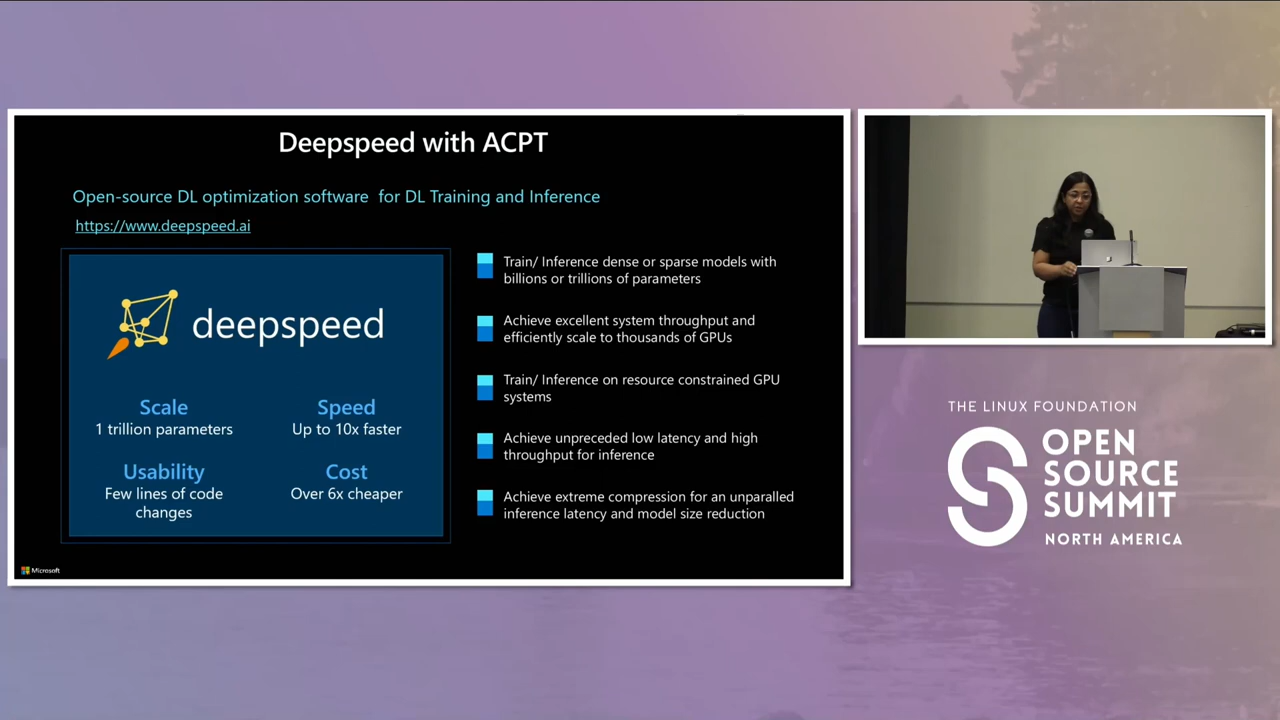 Deepspeed with ACPT
Open-source DL optimization software for DL Training and Inference
https://www.deepspeed.ai
deepspeed
Scale
1 trillion parameters
Speed
Up to 10x faster
Usability
Few lines of code
changes
Cost
Over 6x cheaper
Train/ Inference dense or sparse models with
billions or trillions of parameters
Achieve excellent system throughput and
efficiently scale to thousands of GPUs
Train/ Inference on resource constrained GPU
systems
Achieve unpreceded low latency and high
throughput for inference
Achieve extreme compression for an unparalled
inference latency and model size reduction
Microsoft
THE LINUX FOUNDATION
OPEN
SOURCE
SUMMIT
NORTH AMERICA